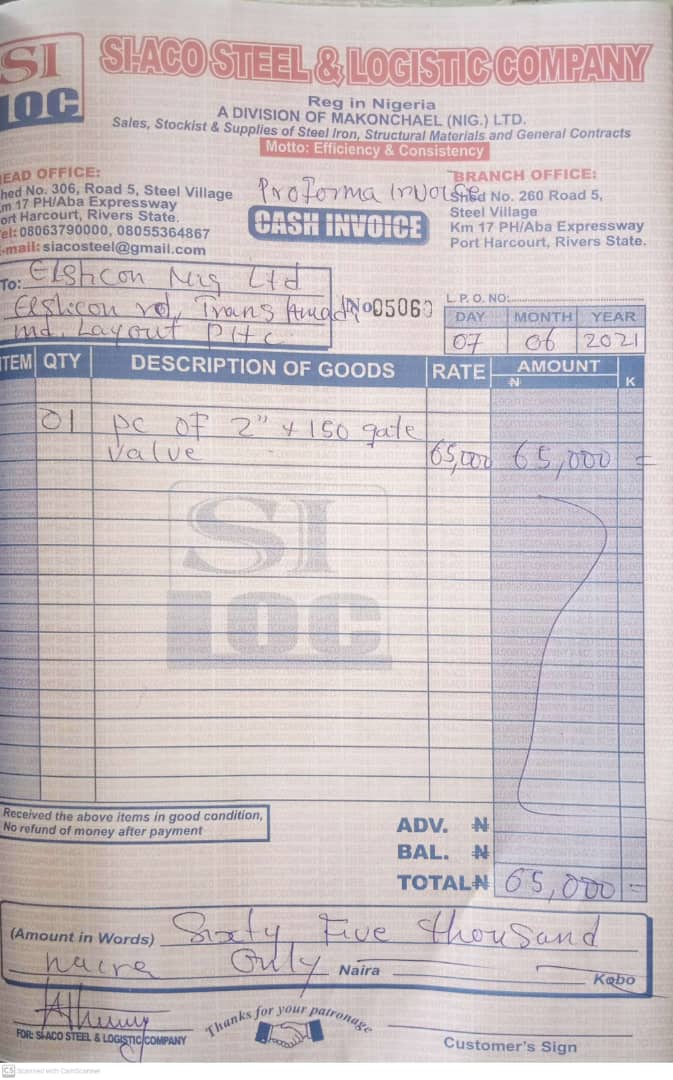 SI
LOC
SI-ACO STEEL & LOGISTIC COMPANY
Reg in Nigeria
A DIVISION OF MAKONCHAEL (NIG.) LTD.
Sales, Stockist & Supplies of Steel Iron, Structural Materials and General Contracts
Motto: Efficiency & Consistency
EAD OFFICE:
hed No. 306, Road 5, Steel Village
m 17 PH/Aba Expressway
ort Harcourt, Rivers State.
el: 08063790000, 08055364867
-mail: siacosteel@gmail.com
Proforma Invoice
CASH INVOICE
BRANCH OFFICE:
Shed No. 260 Road 5,
Steel Village
Km 17 PH/Aba Expressway
Port Harcourt, Rivers State.
To: Elshcon Nig Ltd
Elshcon rd, Trans Amadi
Ind. Layout PHC
No 05060
L.P.O. NO:
DAY MONTH YEAR
07 06 2021
ITEM QTY DESCRIPTION OF GOODS RATE AMOUNT
₦ K
01 pc of 2" x 150 gate
valve 65,000 65,000 =
SI
LOC
Received the above items in good condition,
No refund of money after payment
ADV. ₦
BAL. ₦
TOTAL ₦ 65,000 =
(Amount in Words) Sixty Five thousand
naira Only Naira Kobo
FOR: SI-ACO STEEL & LOGISTIC COMPANY
Thanks for your patronage
Customer's Sign
CS Scanned with CamScanner